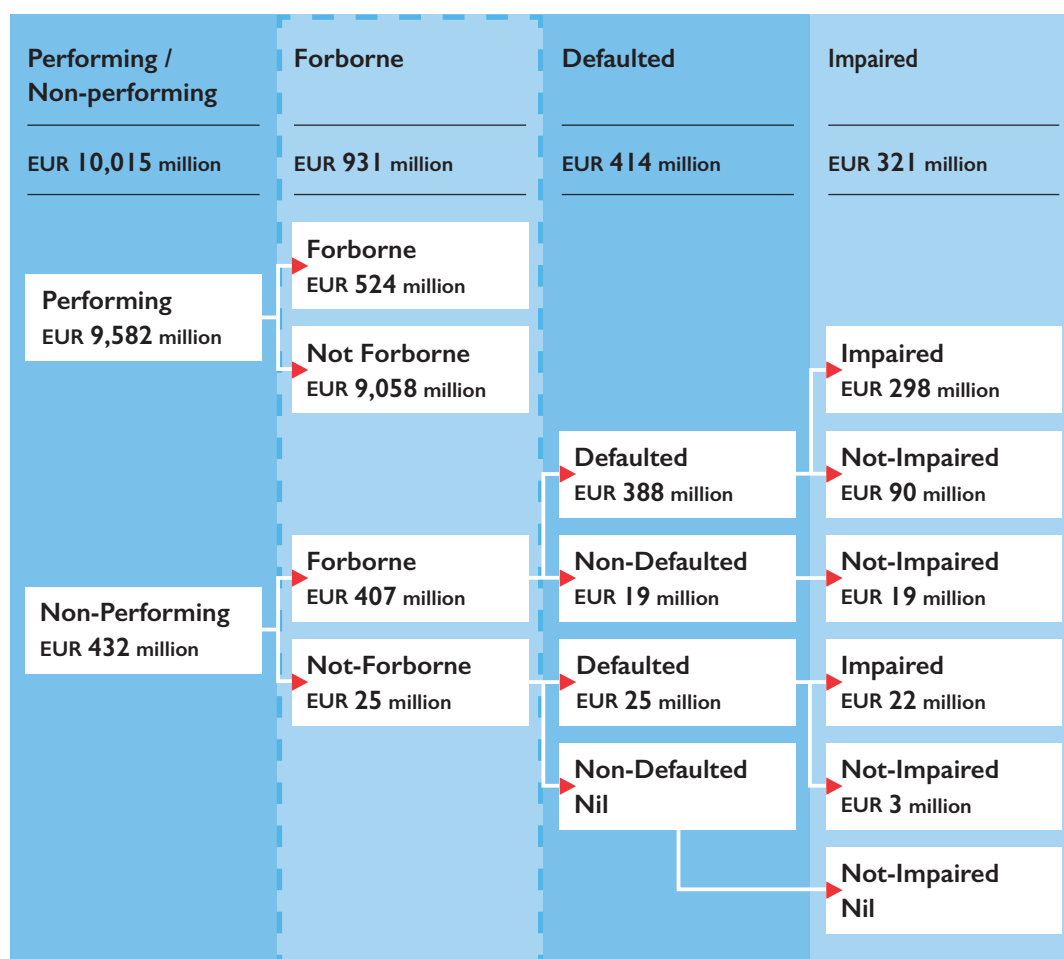 Performing /
Non-performing
EUR 10,015 million
Performing
EUR 9,582 million
Non-Performing
EUR 432 million
Forborne
EUR 931 million
Forborne
EUR 524 million
Not Forborne
EUR 9,058 million
Forborne
EUR 407 million
Not-Forborne
EUR 25 million
Defaulted
EUR 414 million
Defaulted
EUR 388 million
Non-Defaulted
EUR 19 million
Defaulted
EUR 25 million
Non-Defaulted
Nil
Impaired
EUR 321 million
Impaired
EUR 298 million
Not-Impaired
EUR 90 million
Not-Impaired
EUR 19 million
Impaired
EUR 22 million
Not-Impaired
EUR 3 million
Not-Impaired
Nil